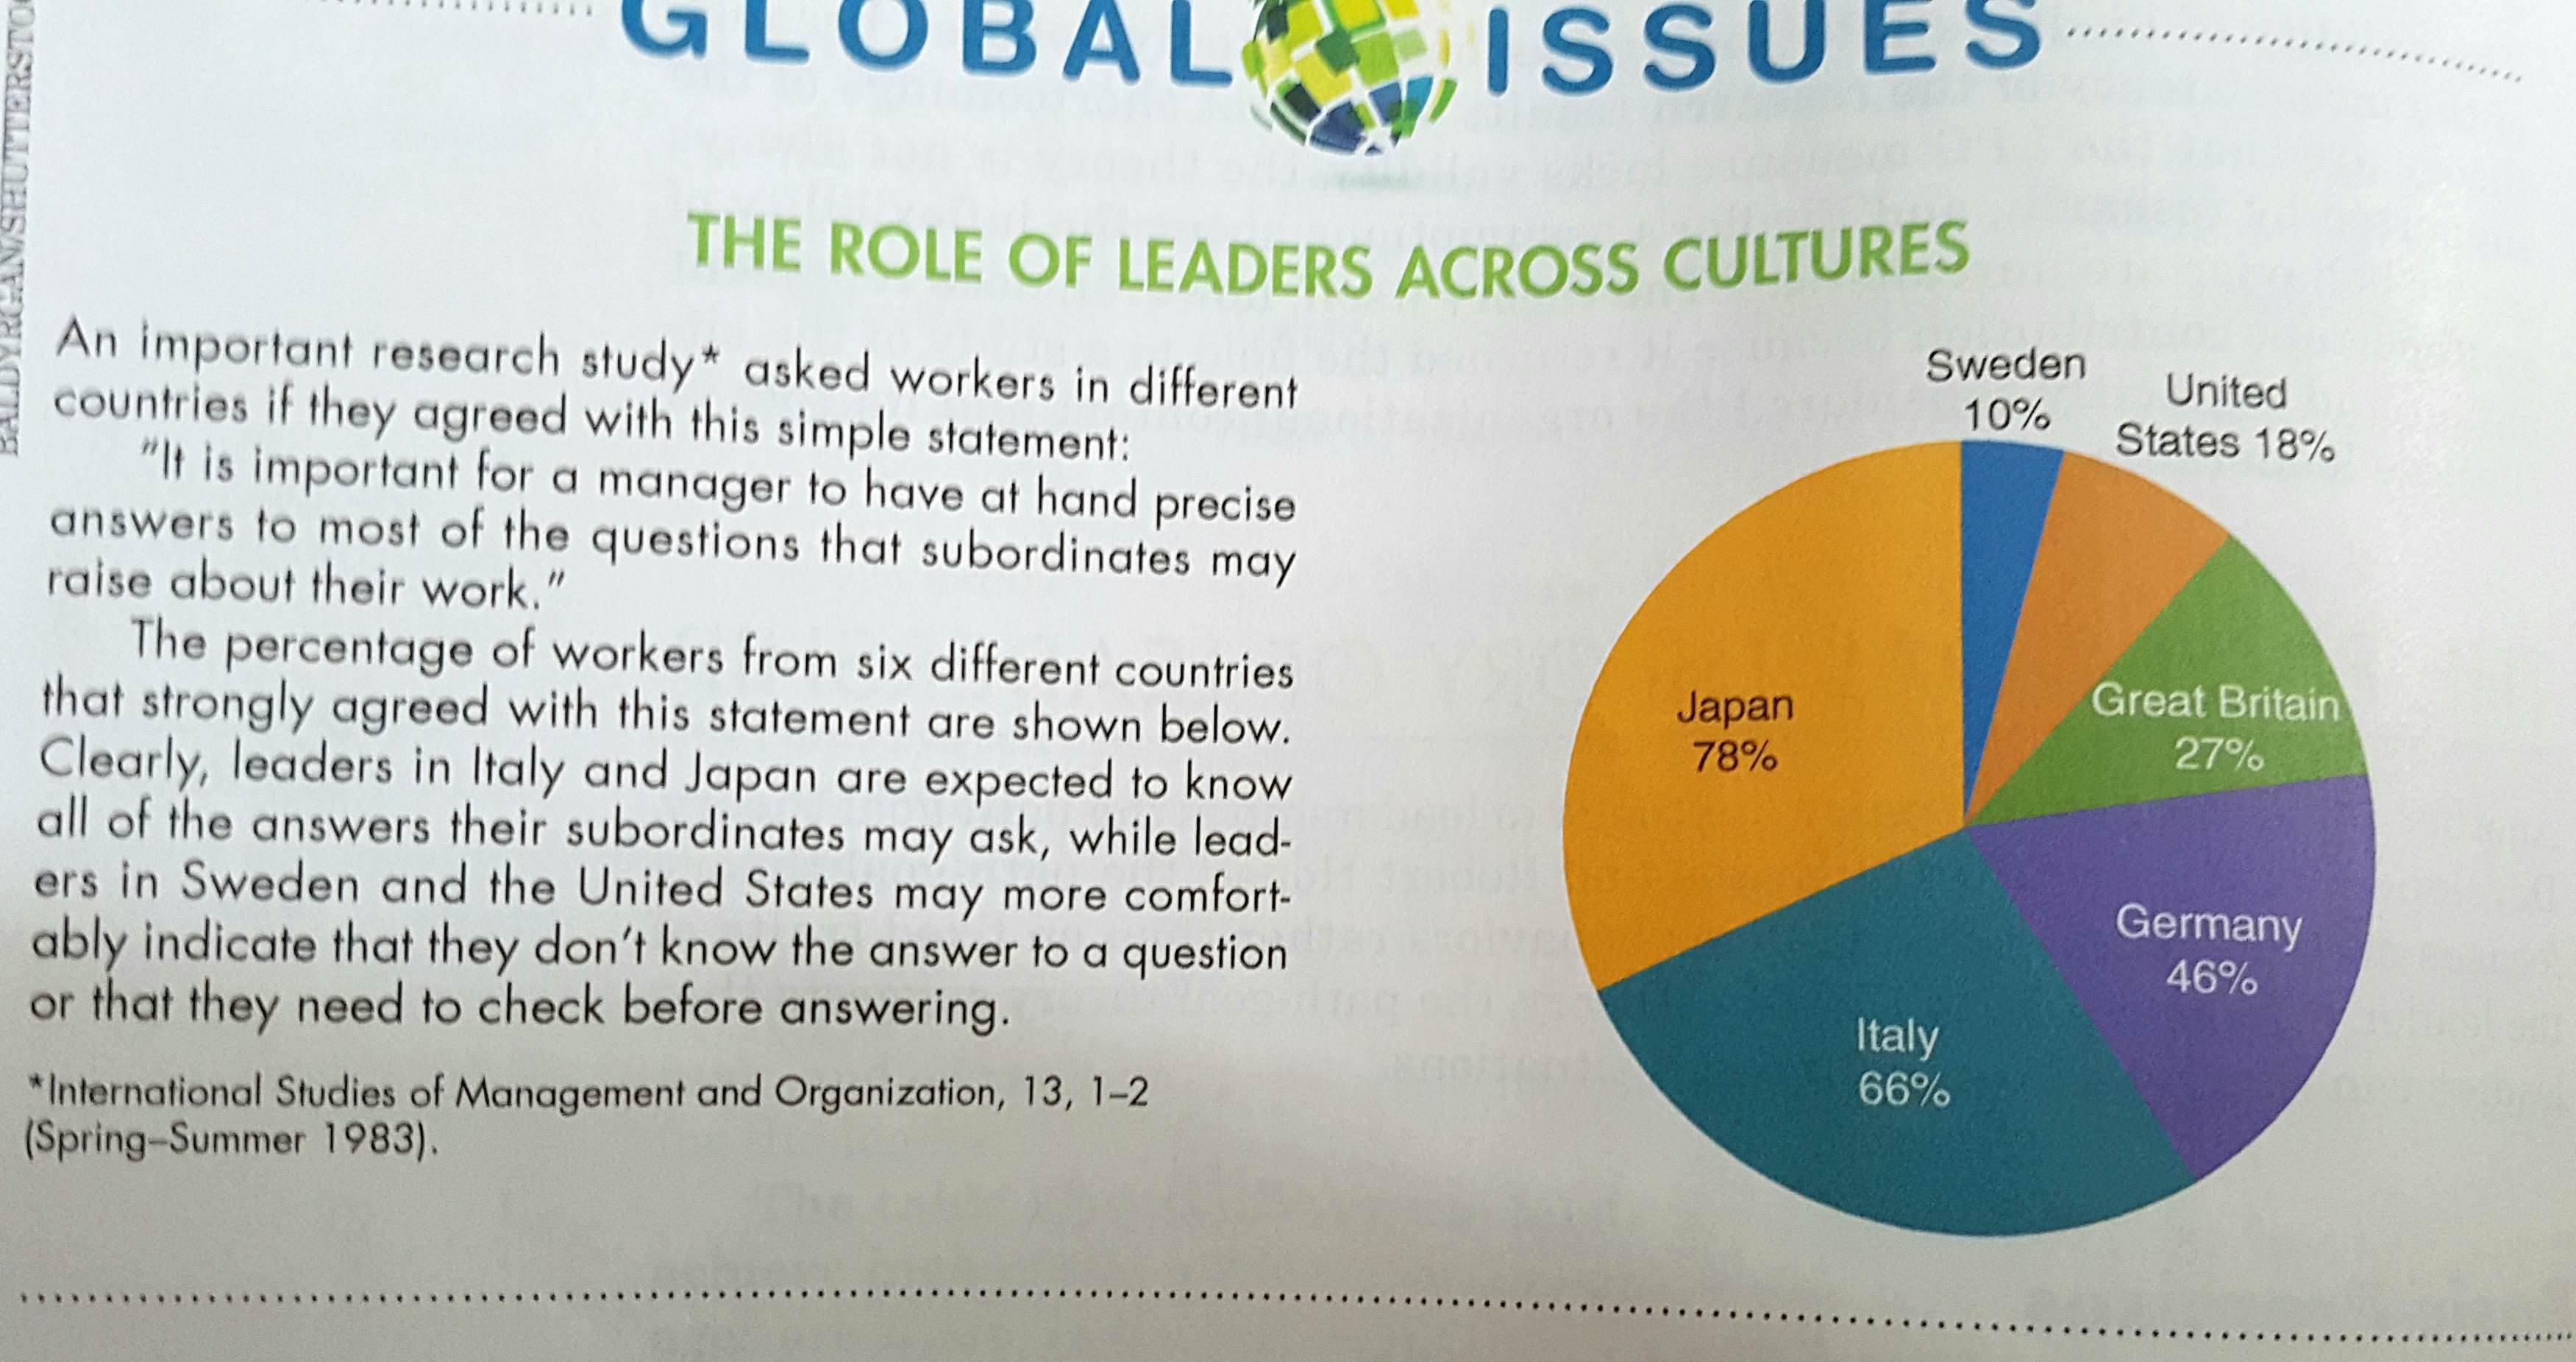 GLOBAL ISSUES
THE ROLE OF LEADERS ACROSS CULTURES
An important research study* asked workers in different
countries if they agreed with this simple statement:
"It is important for a manager to have at hand precise
answers to most of the questions that subordinates may
raise about their work."
The percentage of workers from six different countries
that strongly agreed with this statement are shown below.
Clearly, leaders in Italy and Japan are expected to know
all of the answers their subordinates may ask, while lead-
ers in Sweden and the United States may more comfort-
ably indicate that they don't know the answer to a question
or that they need to check before answering.
*International Studies of Management and Organization, 13, 1–2
(Spring–Summer 1983).
Sweden
10%
United
States 18%
Great Britain
27%
Germany
46%
Italy
66%
Japan
78%